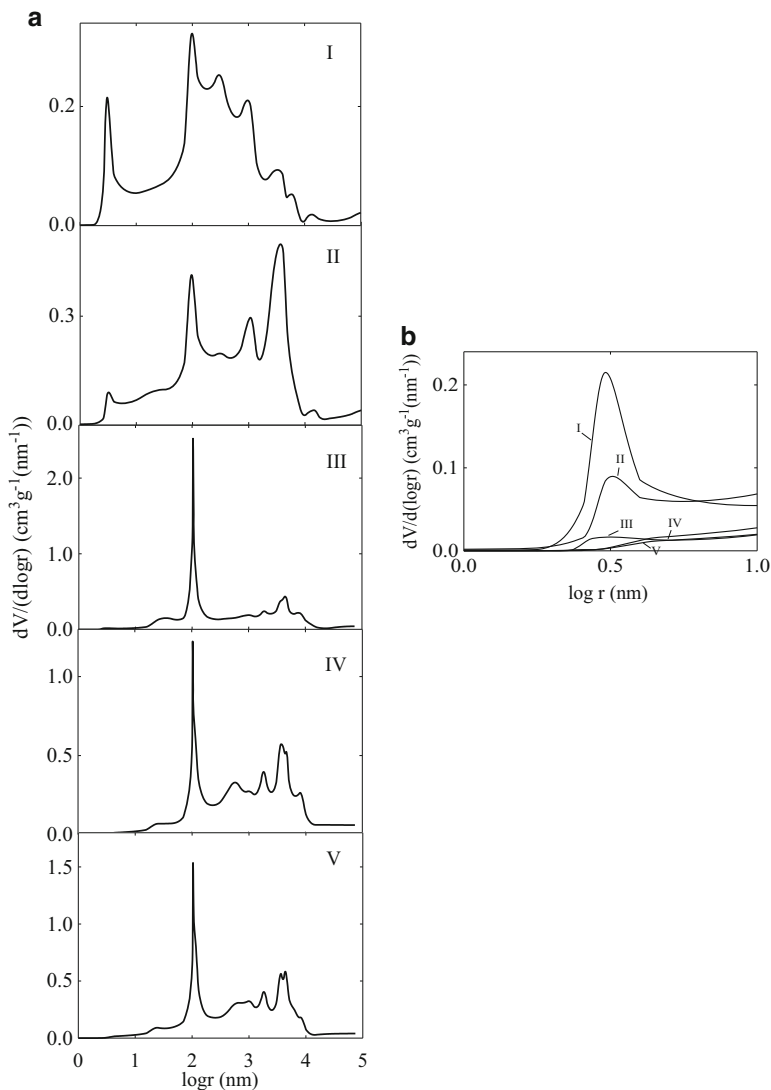 a
I
0.2
0.0
II
0.3
0.0
III
2.0
1.0
0.0
IV
1.0
0.5
0.0
V
1.5
1.0
0.5
0.0
0 1 2 3 4 5
logr (nm)
dV/(dlogr) (cm³g⁻¹(nm⁻¹))
b
0.2
0.1
0.0
I
II
III
IV
V
0.0 0.5 1.0
log r (nm)
dV/d(logr) (cm³g⁻¹(nm⁻¹))